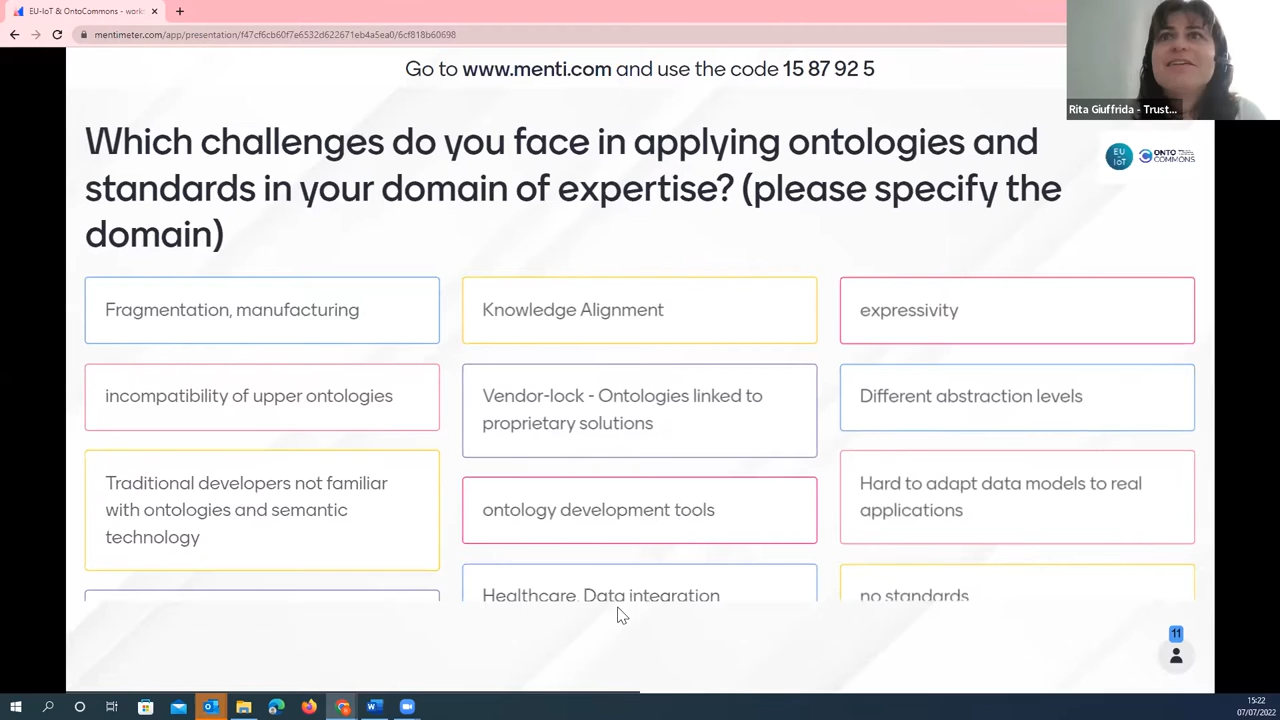 EU-IoT & OntoCommons - work
mentimeter.com/app/presentation/f47cf6cb60f7e6532d622671eb4a5ea0/6cf818b60698
Go to www.menti.com and use the code 15 87 92 5
Rita Giuffrida - Trust...
Which challenges do you face in applying ontologies and
standards in your domain of expertise? (please specify the
domain)
EU
IoT
ONTO
COMMONS
Fragmentation, manufacturing
Knowledge Alignment
expressivity
incompatibility of upper ontologies
Vendor-lock - Ontologies linked to
proprietary solutions
Different abstraction levels
Traditional developers not familiar
with ontologies and semantic
technology
ontology development tools
Hard to adapt data models to real
applications
Healthcare, Data integration
no standards
11
15:22
07/07/2022